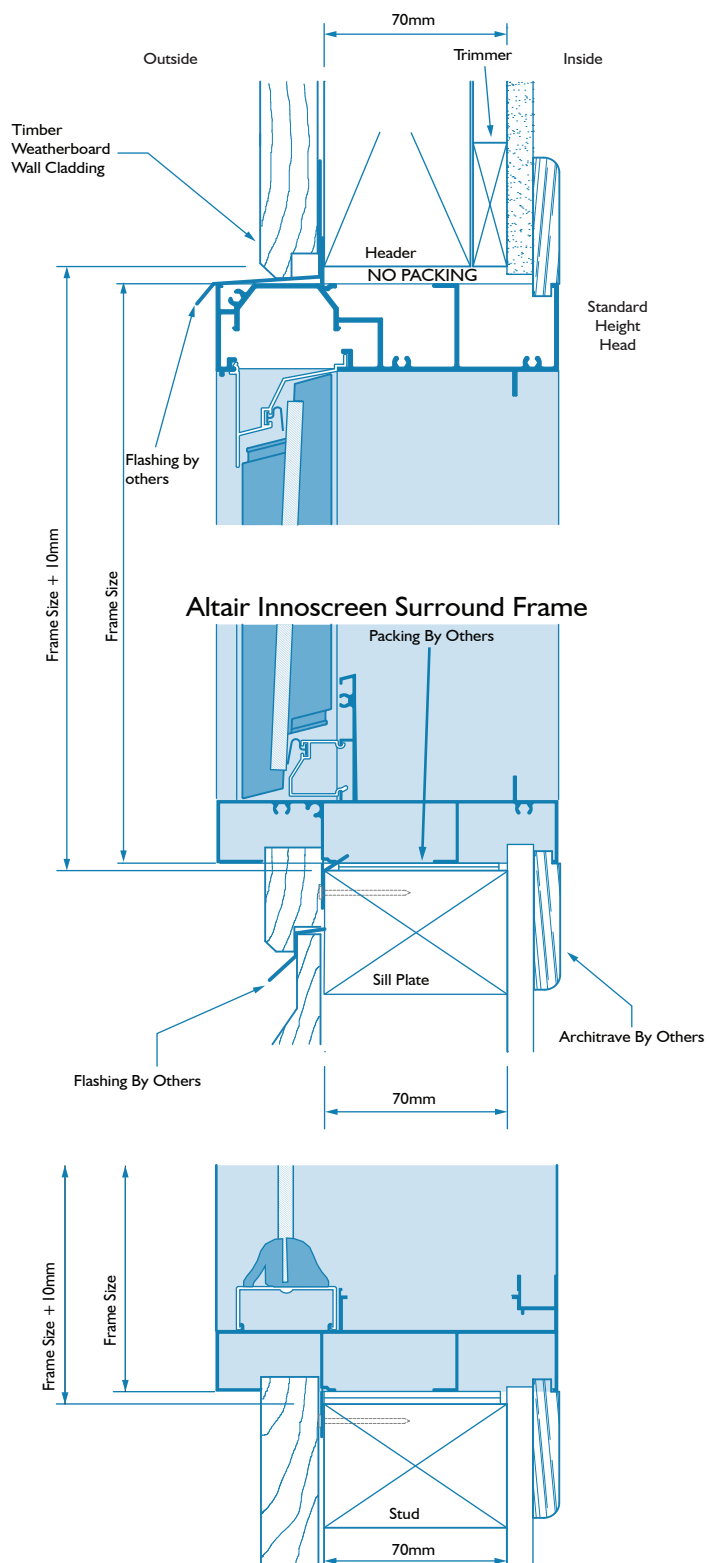 70mm
Outside
Trimmer
Inside
Timber
Weatherboard
Wall Cladding
Header
NO PACKING
Standard
Height
Head
Flashing by
others
Frame Size + 10mm
Frame Size
Altair Innoscreen Surround Frame
Packing By Others
Sill Plate
Architrave By Others
Flashing By Others
70mm
Frame Size + 10mm
Frame Size
Stud
70mm